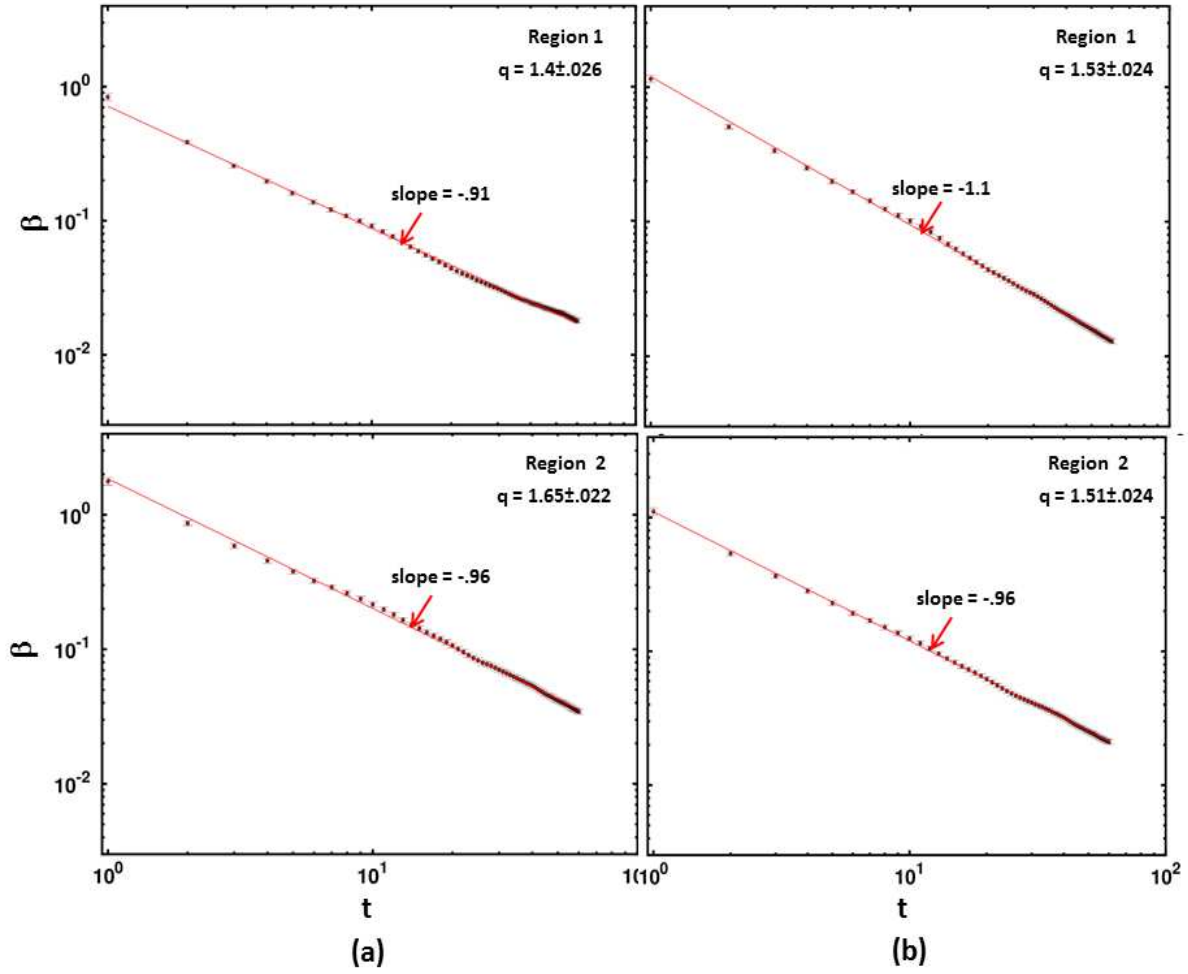 Region 1
q = 1.4±.026
10⁰
slope = -.91
10⁻¹
β
10⁻²
Region 1
q = 1.53±.024
slope = -1.1
Region 2
q = 1.65±.022
10⁰
slope = -.96
10⁻¹
β
10⁻²
10⁰
10¹
t
(a)
Region 2
q = 1.51±.024
slope = -.96
10⁰
10¹
10²
t
(b)